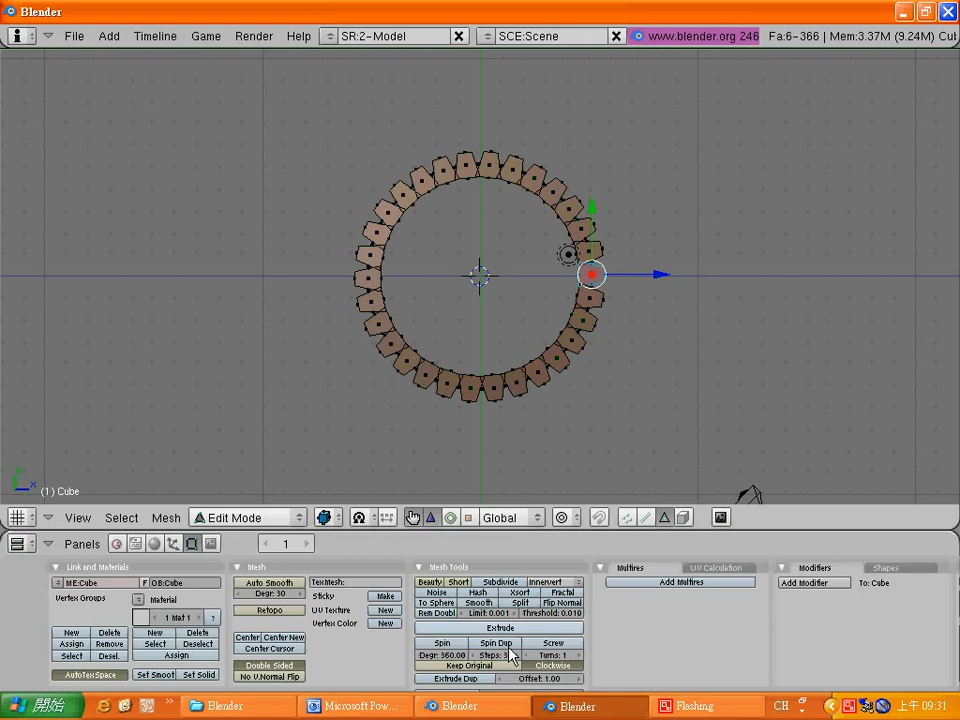 Blender
File Add Timeline Game Render Help SR:2-Model SCE:Scene www.blender.org 246 Fa:6-366 | Mem:3.37M (9.24M) Cub
x
(1) Cube
View Select Mesh Edit Mode Global
Panels 1
Link and Materials Mesh Mesh Tools Multires UV Calculation Modifiers Shapes
ME:Cube F OB:Cube Auto Smooth TexMesh: Beauty Short Subdivide Innervert Add Multires Add Modifier To: Cube
Vertex Groups Material Degr: 30 Sticky Make Noise Hash Xsort Fractal
1 Mat 1 ? Retopo UV Texture New To Sphere Smooth Split Flip Normal
Vertex Color New Rem Doubl Limit: 0.001 Threshold: 0.010
New Delete New Delete Center Center New Extrude
Assign Remove Select Deselect Center Cursor Spin Spin Dup Screw
Select Desel. Assign Double Sided Degr: 360.00 Steps: Turns: 1
AutoTexSpace Set Smoot Set Solid No V.Normal Flip Keep Original Clockwise
Extrude Dup Offset: 1.00
開始 Blender Microsoft Pow... Blender Blender Flashing CH 上午 09:31